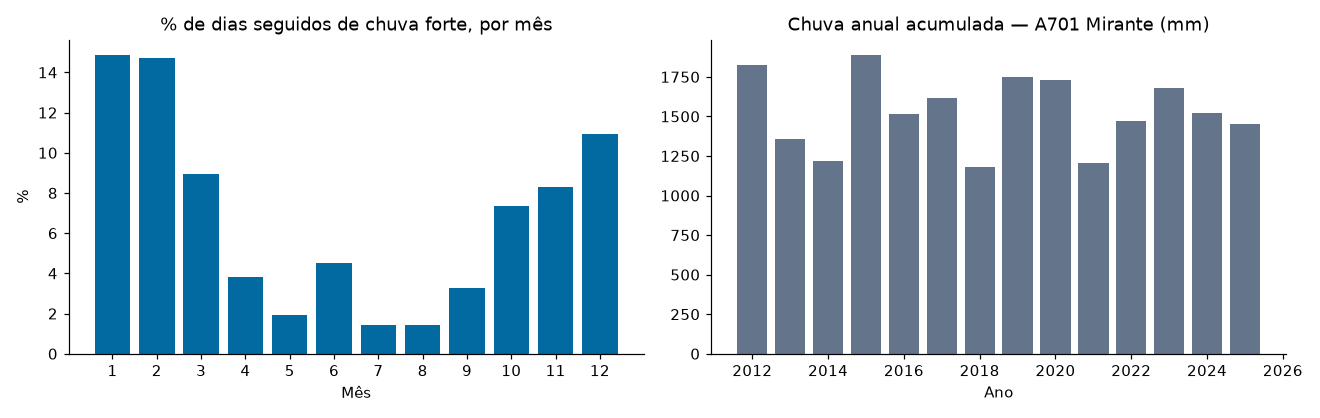 % de dias seguidos de chuva forte, por mês
%
14
12
10
8
6
4
2
0
1 2 3 4 5 6 7 8 9 10 11 12
Mês
Chuva anual acumulada — A701 Mirante (mm)
1750
1500
1250
1000
750
500
250
0
2012 2014 2016 2018 2020 2022 2024 2026
Ano